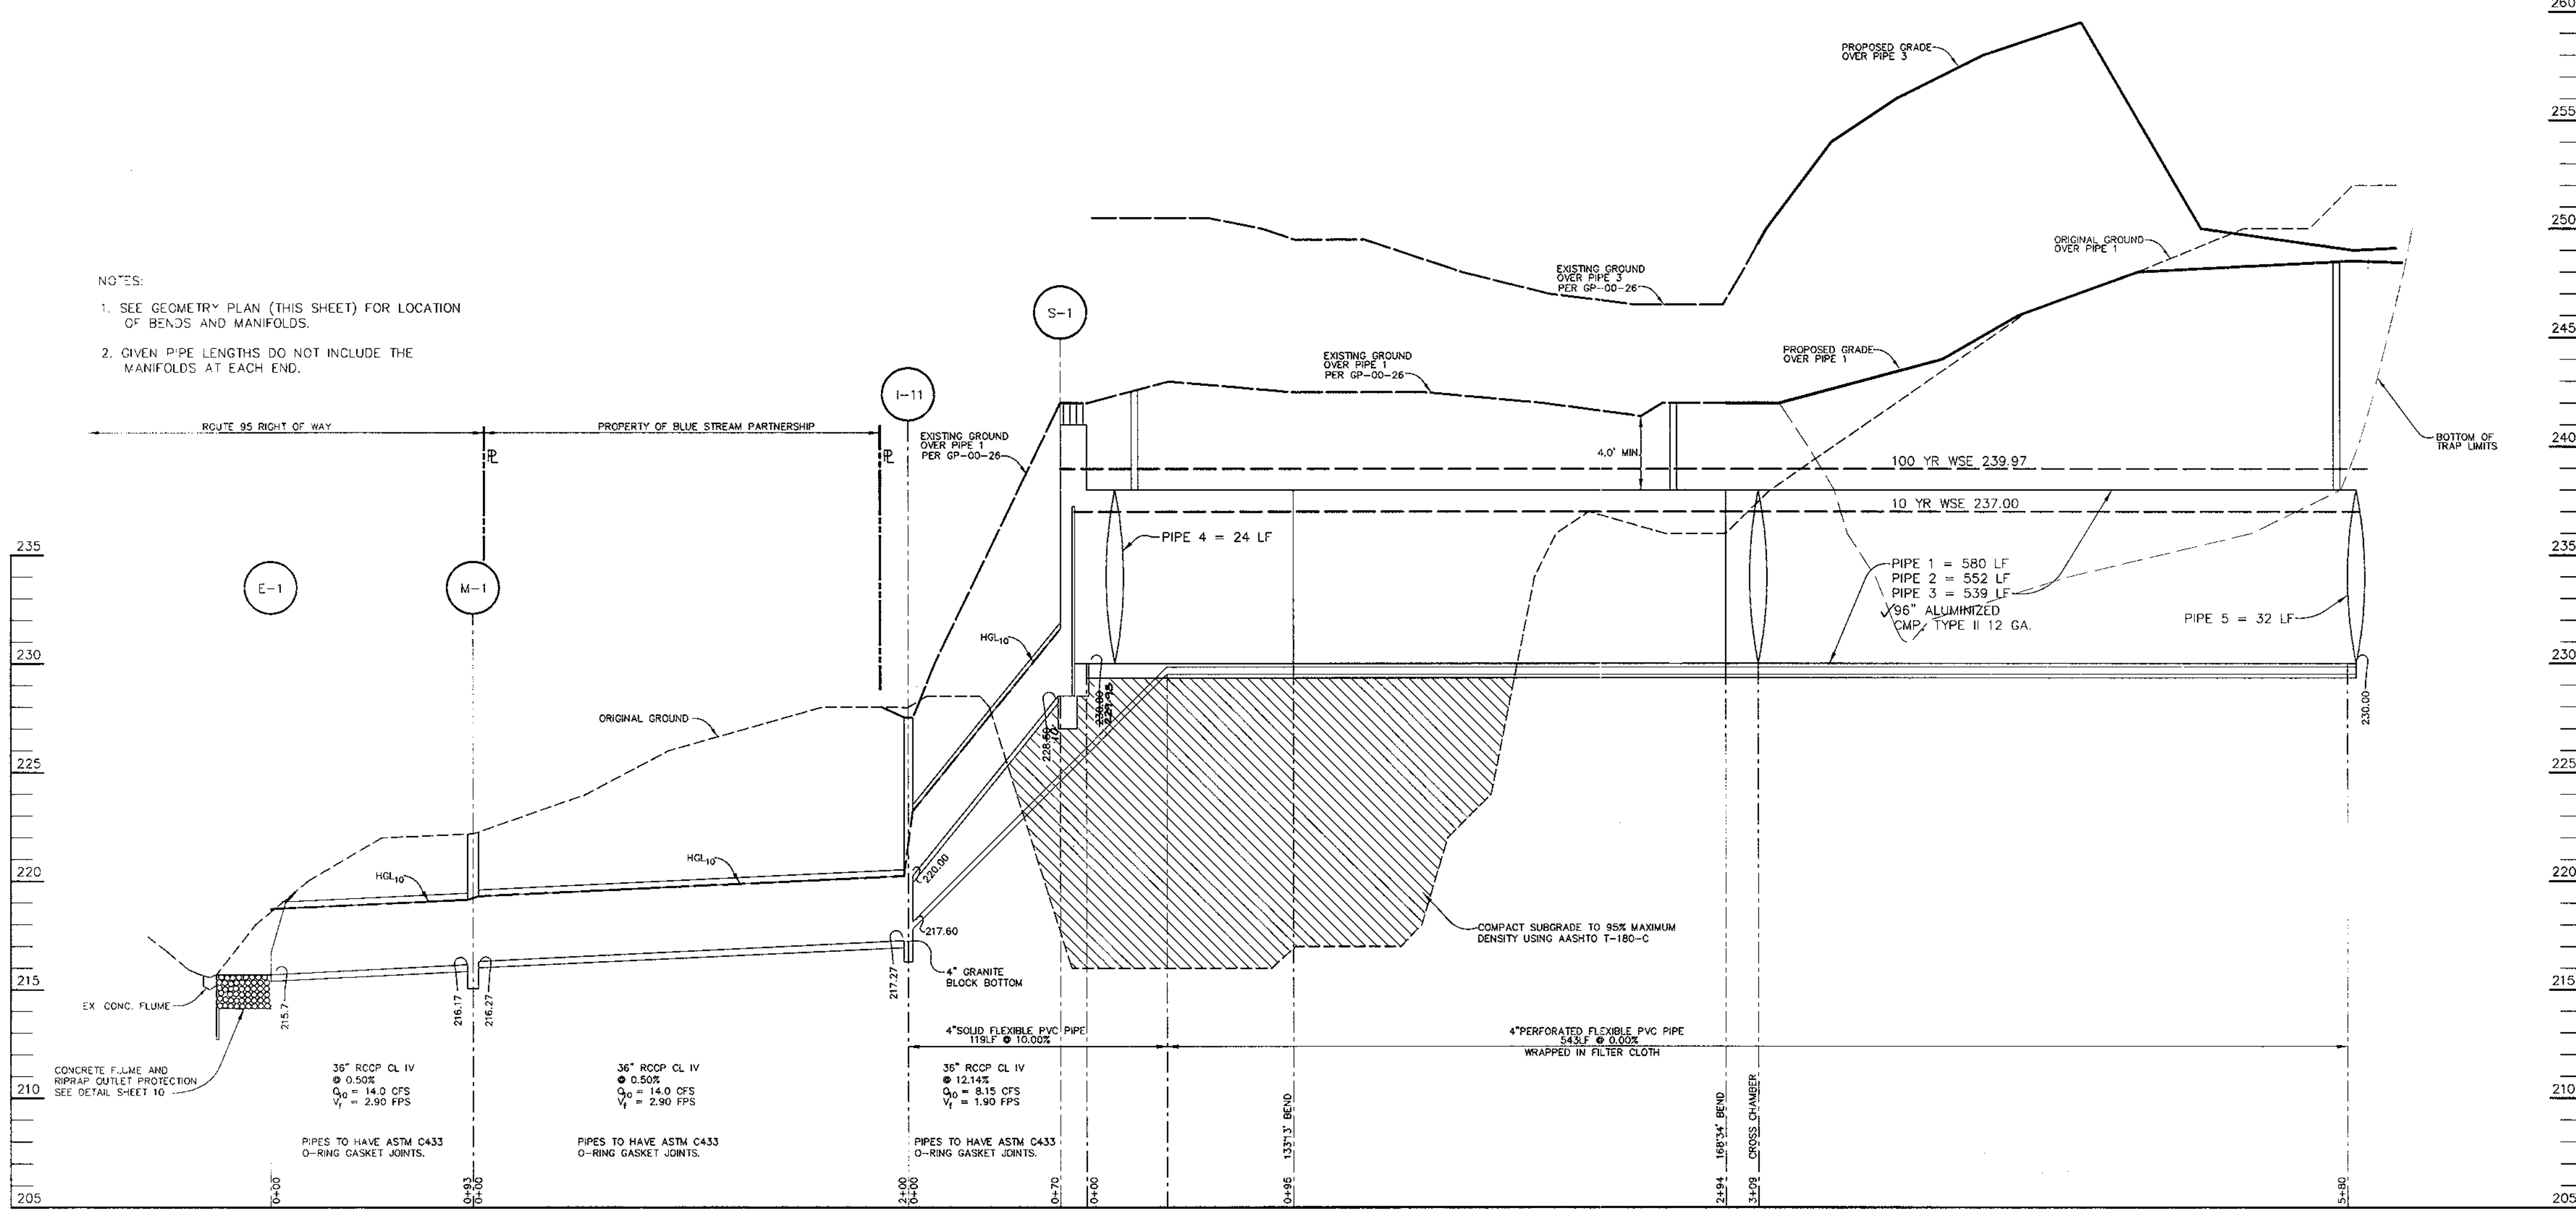 NOTES:
1. SEE GEOMETRY PLAN (THIS SHEET) FOR LOCATION
OF BENDS AND MANIFOLDS.
2. GIVEN PIPE LENGTHS DO NOT INCLUDE THE
MANIFOLDS AT EACH END.
260
255
250
245
240
235
230
225
220
215
210
205
235
230
225
220
215
210
205
PROPOSED GRADE
OVER PIPE 3
ORIGINAL GROUND
OVER PIPE 1
EXISTING GROUND
OVER PIPE 3
PER GP-00-26
S-1
EXISTING GROUND
OVER PIPE 1
PER GP-00-26
PROPOSED GRADE
OVER PIPE 1
I-11
ROUTE 95 RIGHT OF WAY
PROPERTY OF BLUE STREAM PARTNERSHIP
PL
PL
EXISTING GROUND
OVER PIPE 1
PER GP-00-26
4.0' MIN.
100 YR WSE 239.97
BOTTOM OF
TRAP LIMITS
10 YR WSE 237.00
PIPE 4 = 24 LF
E-1
M-1
PIPE 1 = 580 LF
PIPE 2 = 552 LF
PIPE 3 = 539 LF
96" ALUMINIZED
CMP, TYPE II 12 GA.
PIPE 5 = 32 LF
HGL10
ORIGINAL GROUND
228.50
230.00
229.98
230.00
HGL10
HGL10
220.00
217.60
4" GRANITE
BLOCK BOTTOM
COMPACT SUBGRADE TO 95% MAXIMUM
DENSITY USING AASHTO T-180-C
EX CONC. FLUME
215.7
216.17
216.27
217.27
CONCRETE FLUME AND
RIPRAP OUTLET PROTECTION
SEE DETAIL SHEET 10
4"SOLID FLEXIBLE PVC PIPE
119LF @ 10.00%
4"PERFORATED FLEXIBLE PVC PIPE
543LF @ 0.00%
WRAPPED IN FILTER CLOTH
36" RCCP CL IV
@ 0.50%
Q10 = 14.0 CFS
Vf = 2.90 FPS
36" RCCP CL IV
@ 0.50%
Q10 = 14.0 CFS
Vf = 2.90 FPS
36" RCCP CL IV
@ 12.14%
Q10 = 8.15 CFS
Vf = 1.90 FPS
PIPES TO HAVE ASTM C433
O-RING GASKET JOINTS.
PIPES TO HAVE ASTM C433
O-RING GASKET JOINTS.
PIPES TO HAVE ASTM C433
O-RING GASKET JOINTS.
0+00
0+93
0+00
2+00
0+00
0+70
0+00
0+95 133°13' BEND
2+94 168°34' BEND
3+09 CROSS CHAMBER
5+80